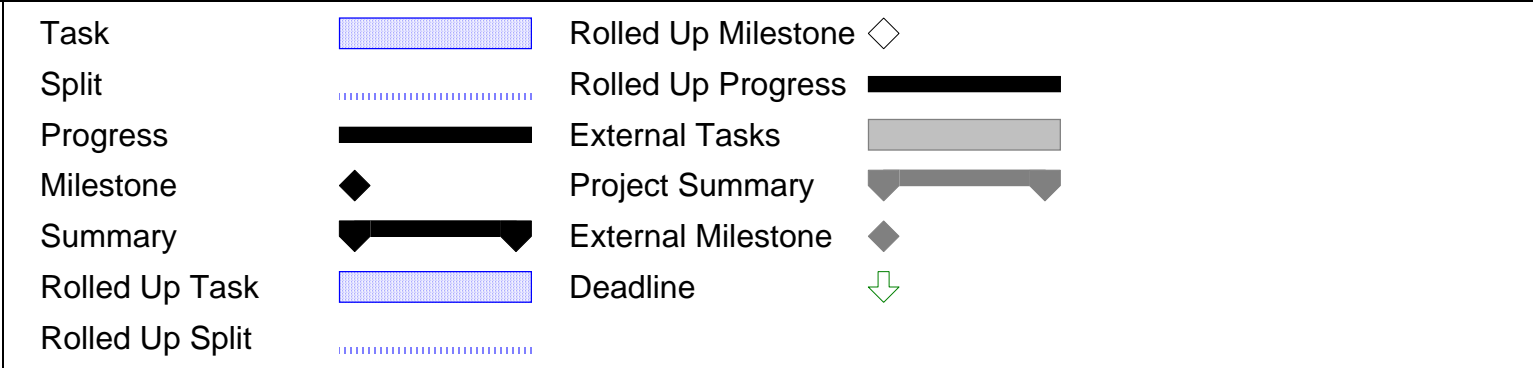 Task
Split
Progress
Milestone
Summary
Rolled Up Task
Rolled Up Split
Rolled Up Milestone
Rolled Up Progress
External Tasks
Project Summary
External Milestone
Deadline